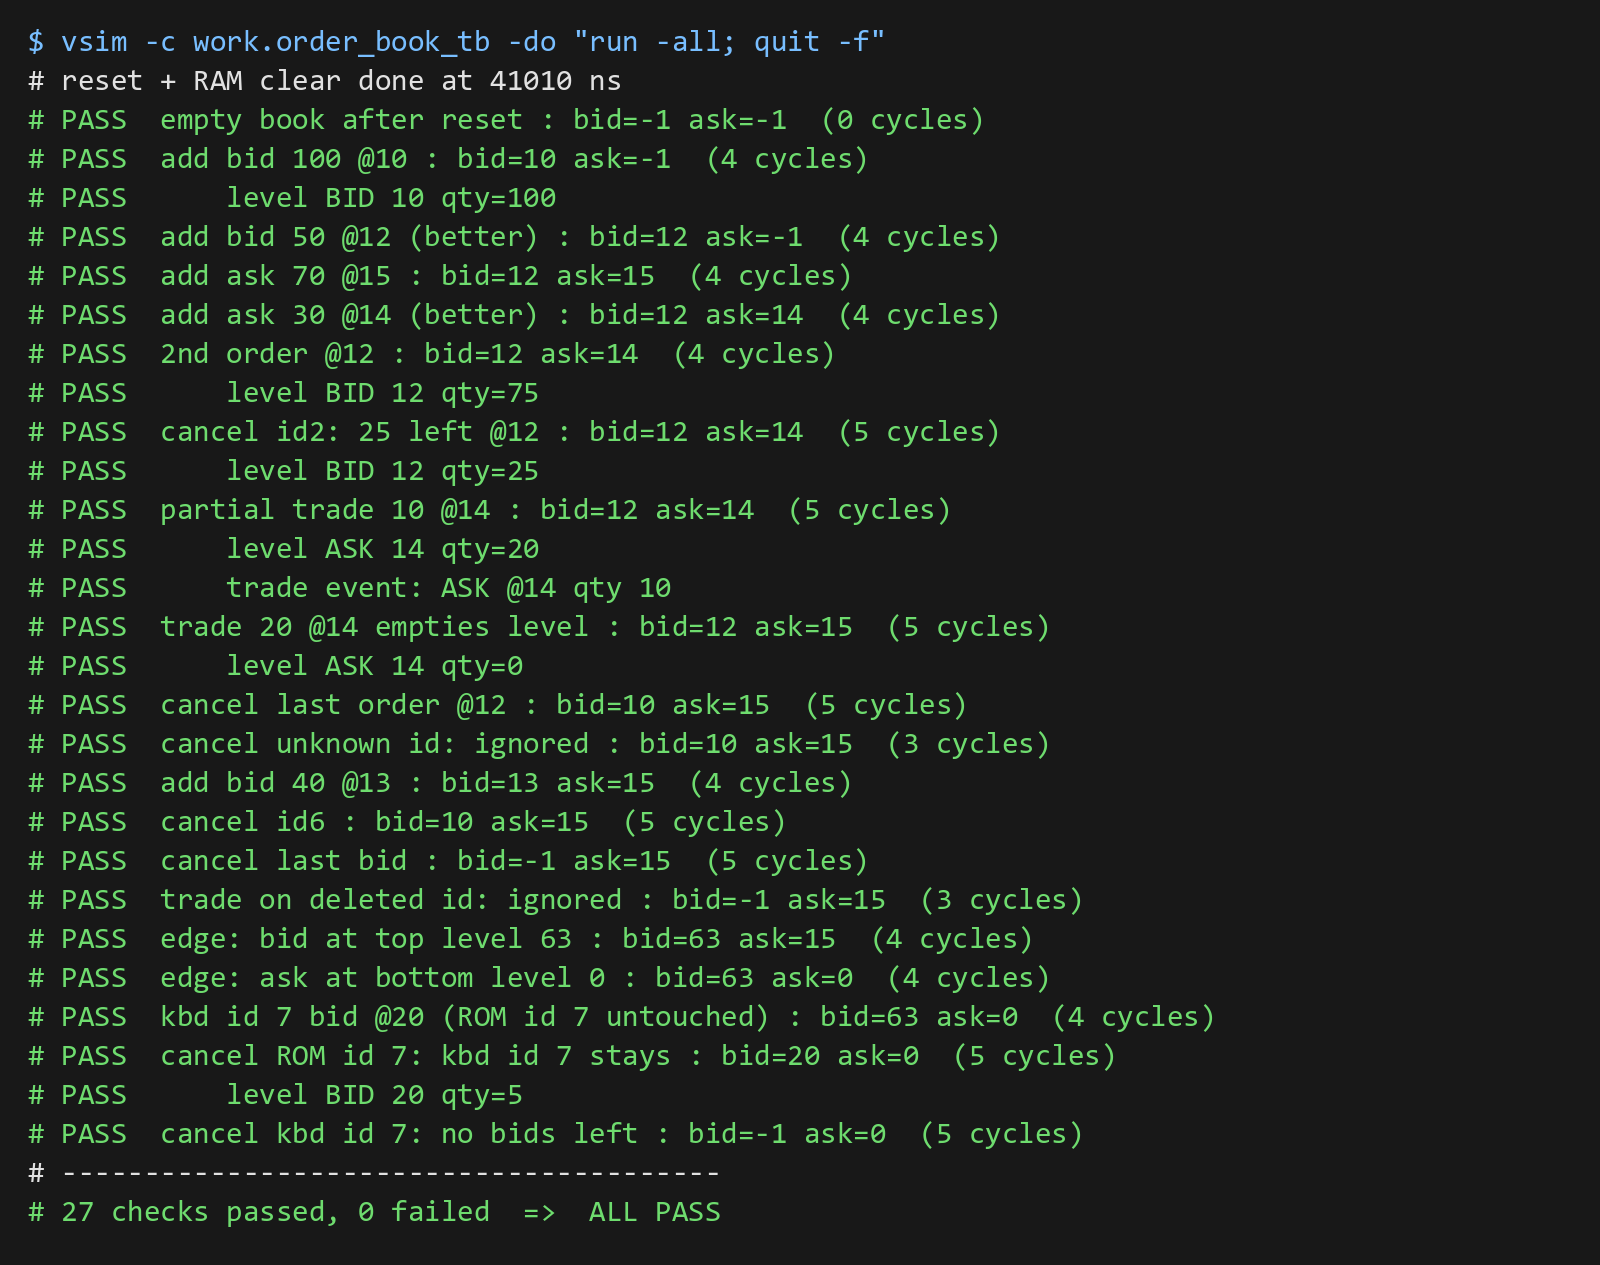 $ vsim -c work.order_book_tb -do "run -all; quit -f"
# reset + RAM clear done at 41010 ns
# PASS  empty book after reset : bid=-1 ask=-1  (0 cycles)
# PASS  add bid 100 @10 : bid=10 ask=-1  (4 cycles)
# PASS      level BID 10 qty=100
# PASS  add bid 50 @12 (better) : bid=12 ask=-1  (4 cycles)
# PASS  add ask 70 @15 : bid=12 ask=15  (4 cycles)
# PASS  add ask 30 @14 (better) : bid=12 ask=14  (4 cycles)
# PASS  2nd order @12 : bid=12 ask=14  (4 cycles)
# PASS      level BID 12 qty=75
# PASS  cancel id2: 25 left @12 : bid=12 ask=14  (5 cycles)
# PASS      level BID 12 qty=25
# PASS  partial trade 10 @14 : bid=12 ask=14  (5 cycles)
# PASS      level ASK 14 qty=20
# PASS      trade event: ASK @14 qty 10
# PASS  trade 20 @14 empties level : bid=12 ask=15  (5 cycles)
# PASS      level ASK 14 qty=0
# PASS  cancel last order @12 : bid=10 ask=15  (5 cycles)
# PASS  cancel unknown id: ignored : bid=10 ask=15  (3 cycles)
# PASS  add bid 40 @13 : bid=13 ask=15  (4 cycles)
# PASS  cancel id6 : bid=10 ask=15  (5 cycles)
# PASS  cancel last bid : bid=-1 ask=15  (5 cycles)
# PASS  trade on deleted id: ignored : bid=-1 ask=15  (3 cycles)
# PASS  edge: bid at top level 63 : bid=63 ask=15  (4 cycles)
# PASS  edge: ask at bottom level 0 : bid=63 ask=0  (4 cycles)
# PASS  kbd id 7 bid @20 (ROM id 7 untouched) : bid=63 ask=0  (4 cycles)
# PASS  cancel ROM id 7: kbd id 7 stays : bid=20 ask=0  (5 cycles)
# PASS      level BID 20 qty=5
# PASS  cancel kbd id 7: no bids left : bid=-1 ask=0  (5 cycles)
# ----------------------------------------
# 27 checks passed, 0 failed  =>  ALL PASS